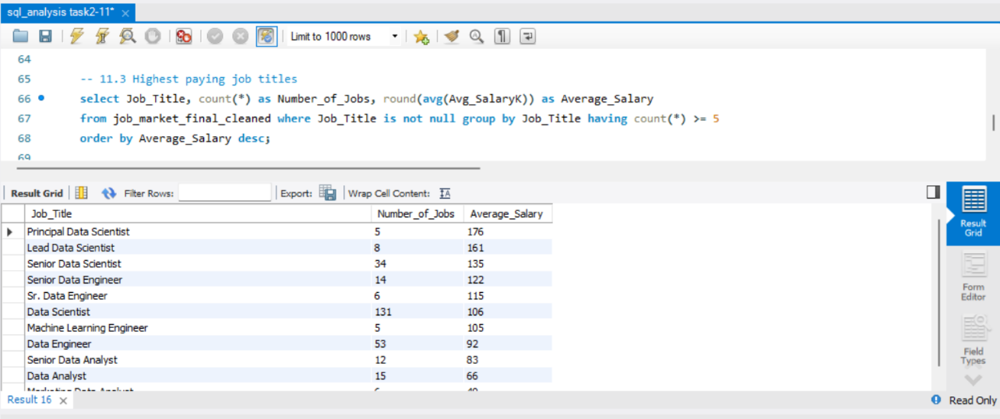 sql_analysis task2-11* ×
Limit to 1000 rows
64
65 -- 11.3 Highest paying job titles
66 select Job_Title, count(*) as Number_of_Jobs, round(avg(Avg_SalaryK)) as Average_Salary
67 from job_market_final_cleaned where Job_Title is not null group by Job_Title having count(*) >= 5
68 order by Average_Salary desc;
69
Result Grid Filter Rows: Export: Wrap Cell Content: IA
Job_Title Number_of_Jobs Average_Salary
Principal Data Scientist 5 176
Lead Data Scientist 8 161
Senior Data Scientist 34 135
Senior Data Engineer 14 122
Sr. Data Engineer 6 115
Data Scientist 131 106
Machine Learning Engineer 5 105
Data Engineer 53 92
Senior Data Analyst 12 83
Data Analyst 15 66
Marketing Data Analyst
Result
Grid
Form
Editor
Field
Types
Result 16 × Read Only